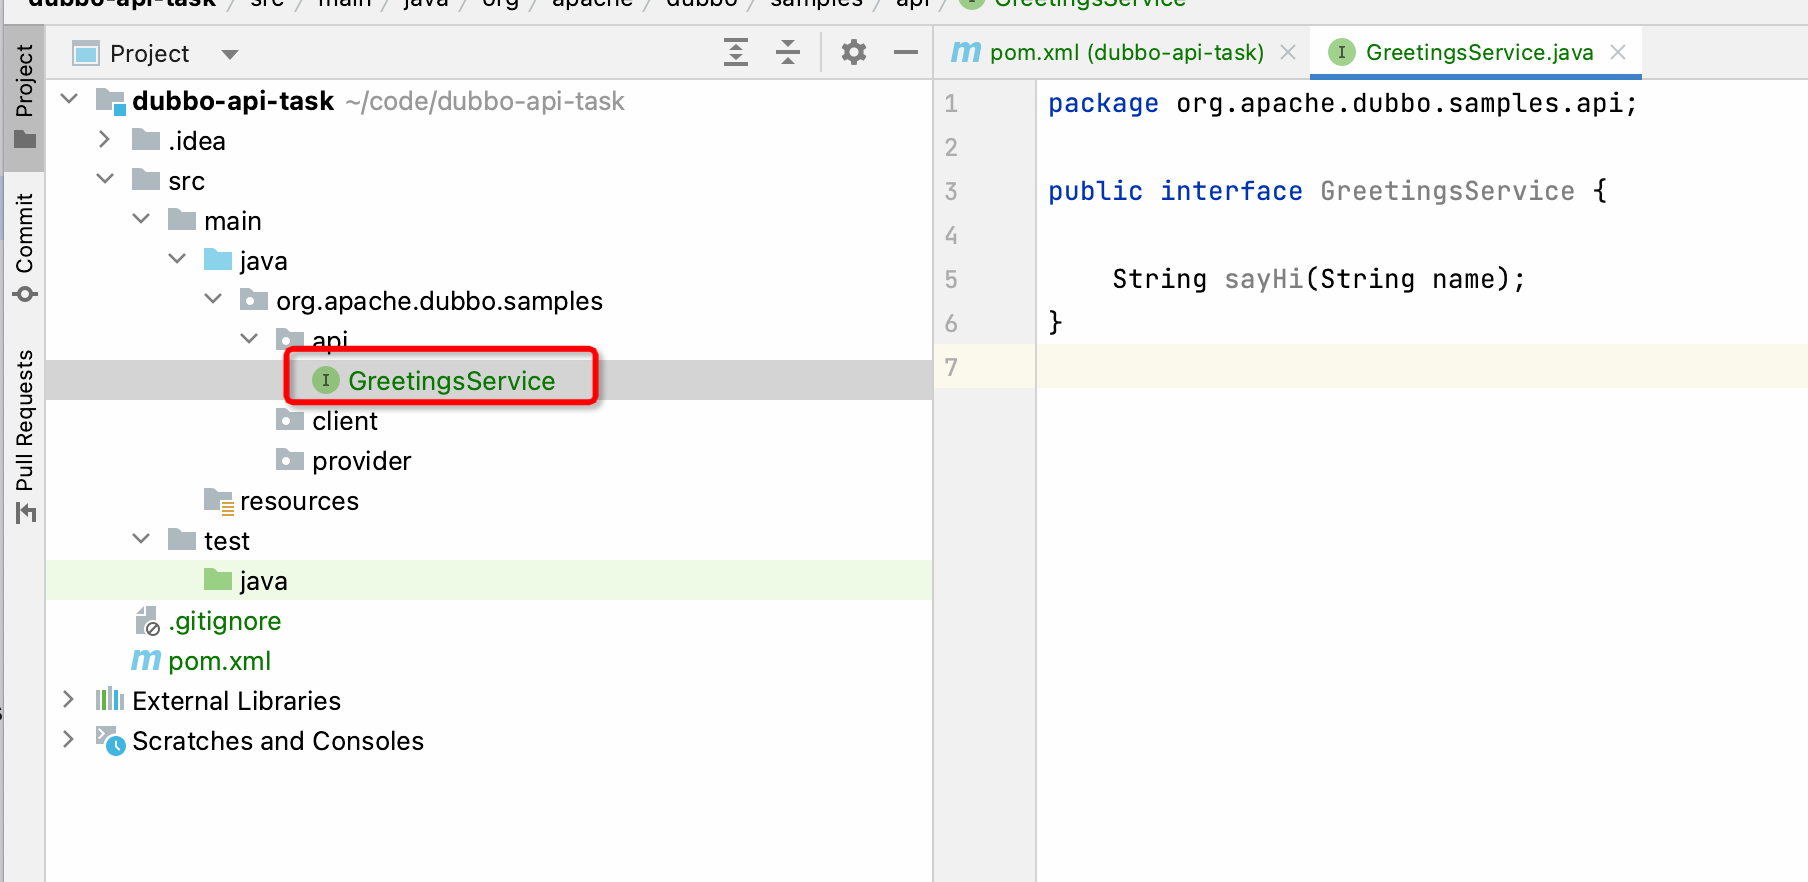 dubbo-api-task / src / main / java / org / apache / dubbo / samples / api / I GreetingsService
Project
Commit
Pull Requests
Project
dubbo-api-task ~/code/dubbo-api-task
.idea
src
main
java
org.apache.dubbo.samples
api
I GreetingsService
client
provider
resources
test
java
.gitignore
m pom.xml
External Libraries
Scratches and Consoles
m pom.xml (dubbo-api-task)
I GreetingsService.java
1 package org.apache.dubbo.samples.api;
2
3 public interface GreetingsService {
4
5     String sayHi(String name);
6 }
7